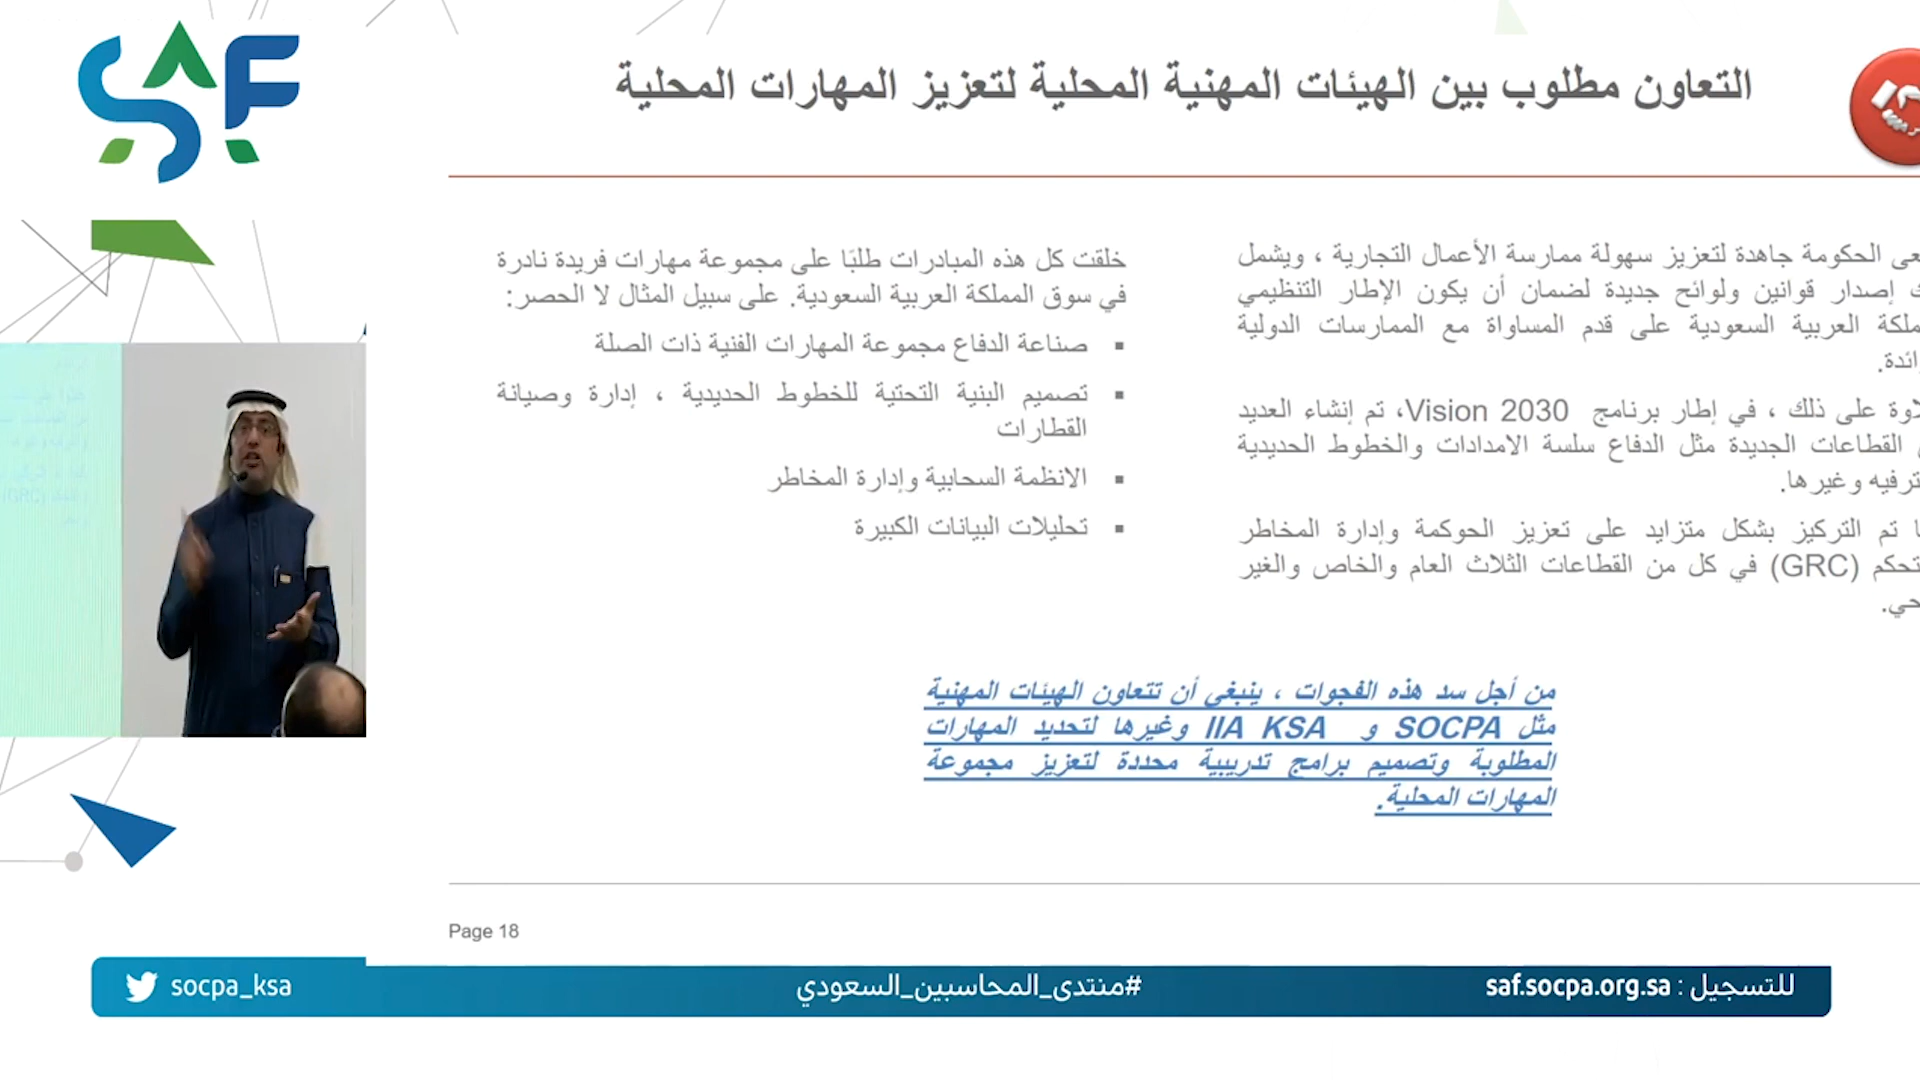 SAF
التعاون مطلوب بين الهيئات المهنية المحلية لتعزيز المهارات المحلية
الحكومة جاهدة لتعزيز سهولة ممارسة الأعمال التجارية ، ويشمل
إصدار قوانين ولوائح جديدة لضمان أن يكون الإطار التنظيمي
العربية السعودية على قدم المساواة مع الممارسات الدولية
على ذلك ، في إطار برنامج Vision 2030، تم إنشاء العديد
القطاعات الجديدة مثل الدفاع سلسة الامدادات والخطوط الحديدية
وغيرها.
تم التركيز بشكل متزايد على تعزيز الحوكمة وإدارة المخاطر
(GRC) في كل من القطاعات الثلاث العام والخاص والغير
خلقت كل هذه المبادرات طلبًا على مجموعة مهارات فريدة نادرة
في سوق المملكة العربية السعودية. على سبيل المثال لا الحصر:
▪ صناعة الدفاع مجموعة المهارات الفنية ذات الصلة
▪ تصميم البنية التحتية للخطوط الحديدية ، إدارة وصيانة
القطارات
▪ الانظمة السحابية وإدارة المخاطر
▪ تحليلات البيانات الكبيرة
من أجل سد هذه الفجوات ، ينبغي أن تتعاون الهيئات المهنية
مثل SOCPA و IIA KSA وغيرها لتحديد المهارات
المطلوبة وتصميم برامج تدريبية محددة لتعزيز مجموعة
المهارات المحلية.
Page 18
socpa_ksa
#منتدى_المحاسبين_السعودي
للتسجيل : saf.socpa.org.sa